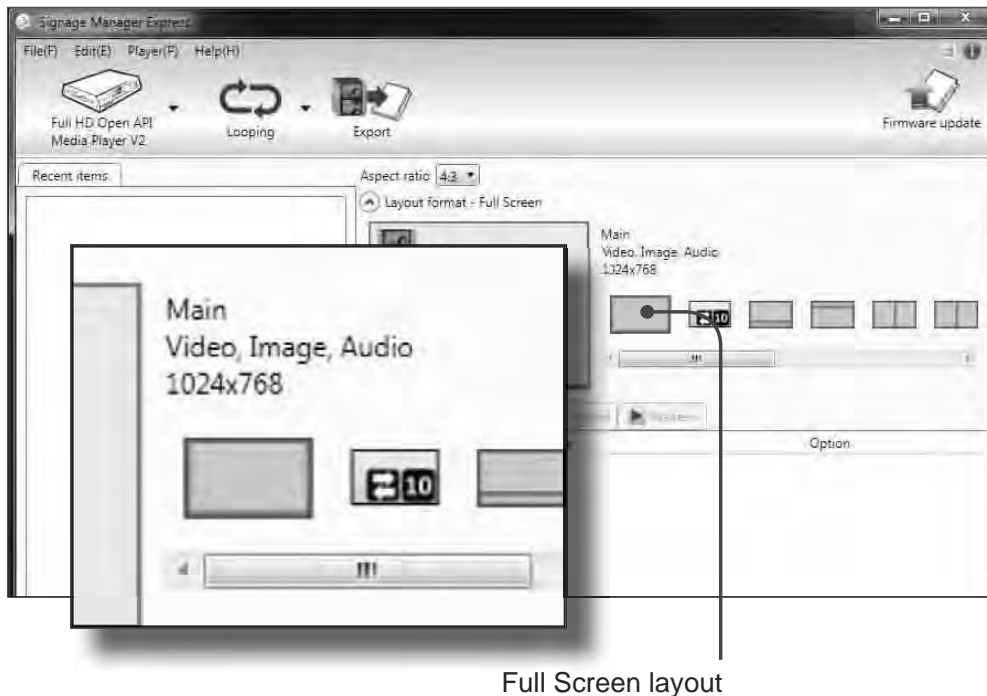 Signage Manager Express
File(F) Edit(E) Player(P) Help(H)
Full HD Open API
Media Player V2
Looping
Export
Firmware update
Recent items
Aspect ratio 4:3
Layout format - Full Screen
Main
Video, Image, Audio
1024x768
10
Option
Main
Video, Image, Audio
1024x768
10
Full Screen layout